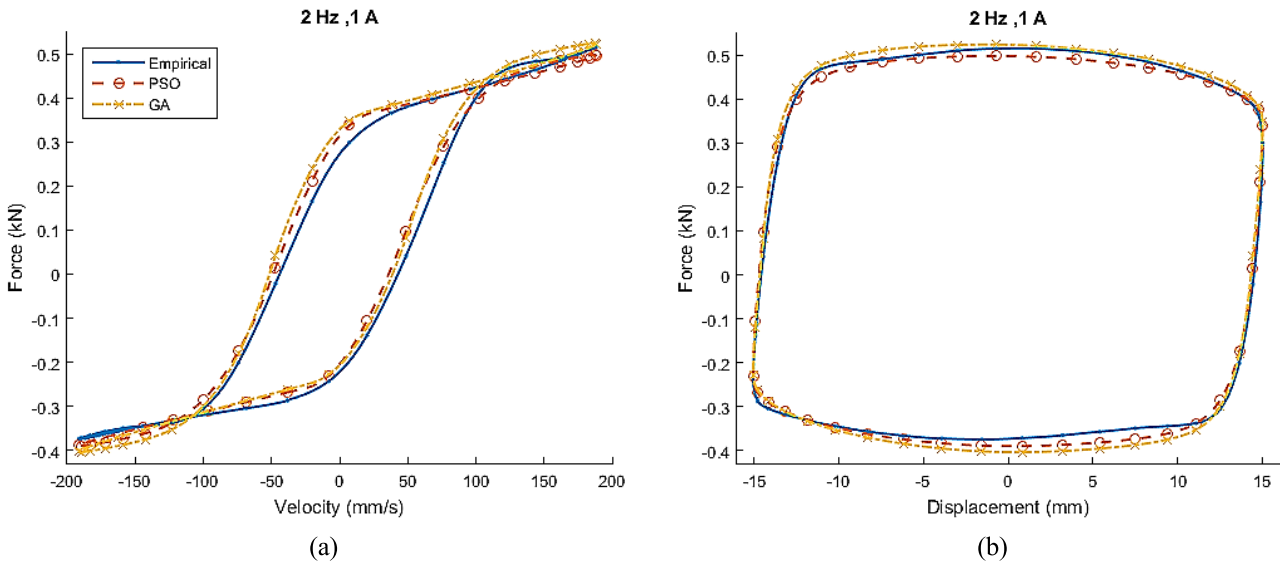 2 Hz ,1 A
0.5
0.4
0.3
0.2
0.1
0
-0.1
-0.2
-0.3
-0.4
Force (kN)
Empirical
PSO
GA
-200 -150 -100 -50 0 50 100 150 200
Velocity (mm/s)
(a)
2 Hz ,1 A
0.5
0.4
0.3
0.2
0.1
0
-0.1
-0.2
-0.3
-0.4
Force (kN)
-15 -10 -5 0 5 10 15
Displacement (mm)
(b)